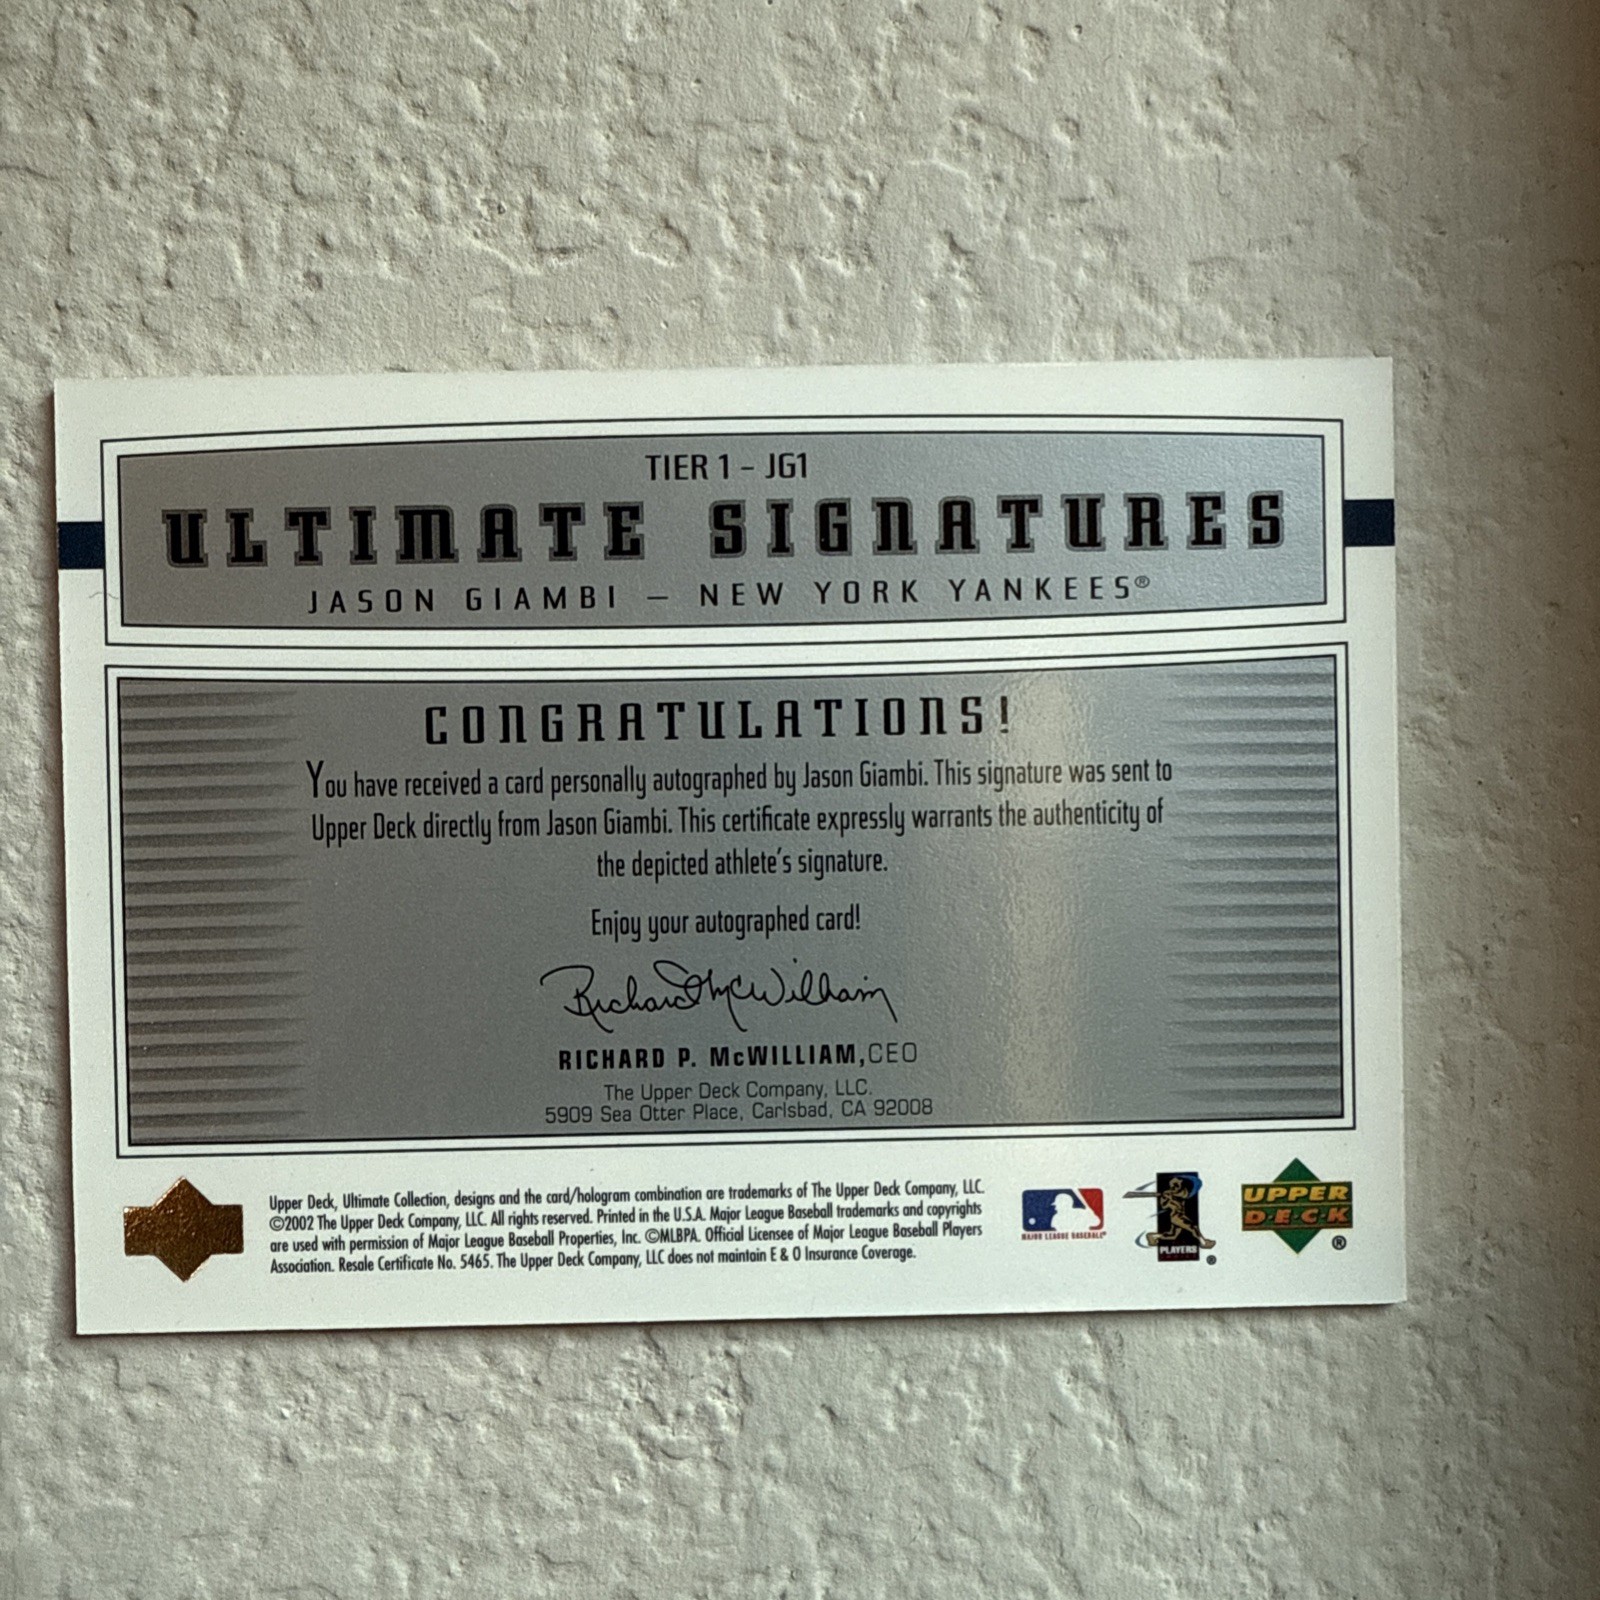 TIER 1 – JG1
ULTIMATE SIGNATURES
JASON GIAMBI – NEW YORK YANKEES®
CONGRATULATIONS!
You have received a card personally autographed by Jason Giambi. This signature was sent to
Upper Deck directly from Jason Giambi. This certificate expressly warrants the authenticity of
the depicted athlete's signature.
Enjoy your autographed card!
Richard McWilliam
RICHARD P. McWILLIAM,CEO
The Upper Deck Company, LLC.
5909 Sea Otter Place, Carlsbad, CA 92008
Upper Deck, Ultimate Collection, designs and the card/hologram combination are trademarks of The Upper Deck Company, LLC.
©2002 The Upper Deck Company, LLC. All rights reserved. Printed in the U.S.A. Major League Baseball trademarks and copyrights
are used with permission of Major League Baseball Properties, Inc. ©MLBPA. Official Licensee of Major League Baseball Players
Association. Resale Certificate No. 5465. The Upper Deck Company, LLC does not maintain E & O Insurance Coverage.
MAJOR LEAGUE BASEBALL®
PLAYERS
®
UPPER
DECK
®